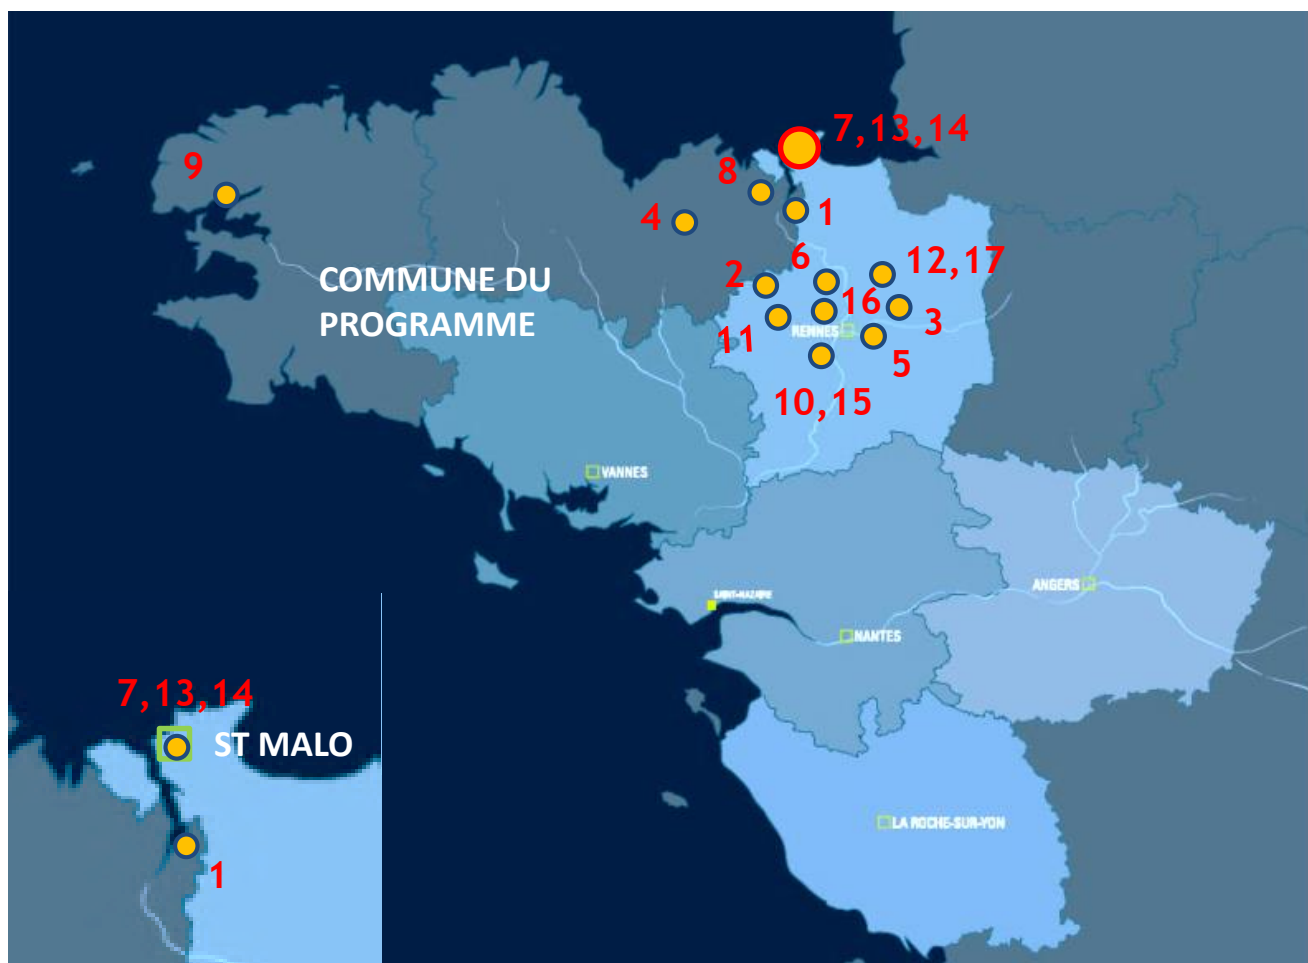 7,13,14
9
8
4
1
COMMUNE DU
PROGRAMME
2
6
12,17
16
3
RENNES
11
5
10,15
VANNES
ANGERS
SAINT-NAZAIRE
NANTES
7,13,14
ST MALO
LA ROCHE-SUR-YON
1